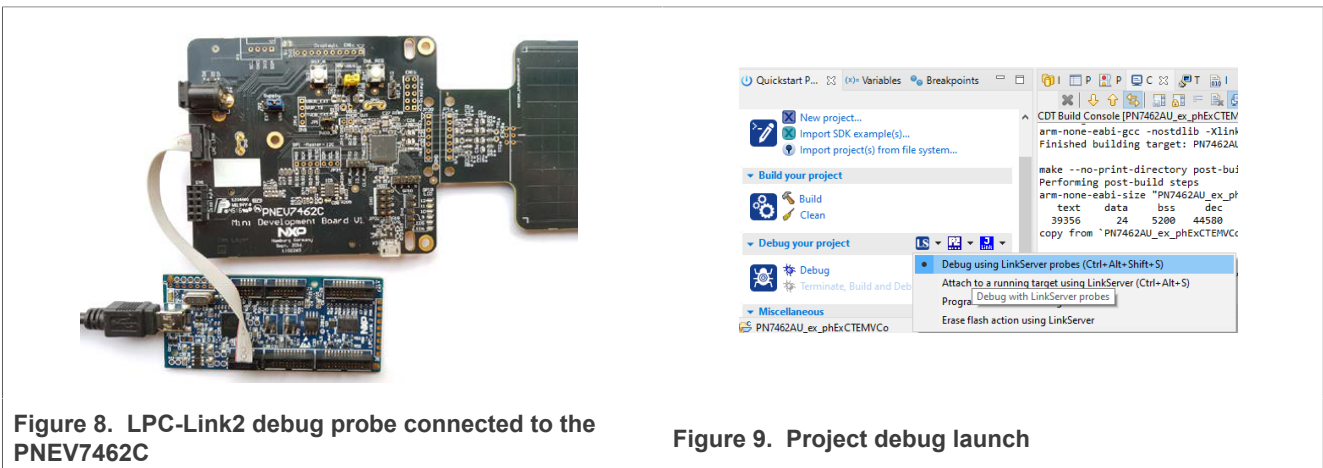 PNEV7462C
Mini Development Board V1
NXP
Hamburg Germany
NXP
Quickstart P...
(x)= Variables
Breakpoints
I
P
P
C
T
I
New project...
Import SDK example(s)...
Import project(s) from file system...
Build your project
Build
Clean
Debug your project
LS
Link
Debug
Terminate, Build and Deb
Miscellaneous
PN7462AU_ex_phExCTEMVCo
CDT Build Console [PN7462AU_ex_phExCTEM
arm-none-eabi-gcc -nostdlib -Xlink
Finished building target: PN7462AU
make --no-print-directory post-bui
Performing post-build steps
arm-none-eabi-size "PN7462AU_ex_ph
text data bss dec
39356 24 5200 44580
copy from `PN7462AU_ex_phExCTEMVCo
Debug using LinkServer probes (Ctrl+Alt+Shift+S)
Attach to a running target using LinkServer (Ctrl+Alt+S)
Progra
Debug with LinkServer probes
Erase flash action using LinkServer
Figure 8. LPC-Link2 debug probe connected to the
PNEV7462C
Figure 9. Project debug launch